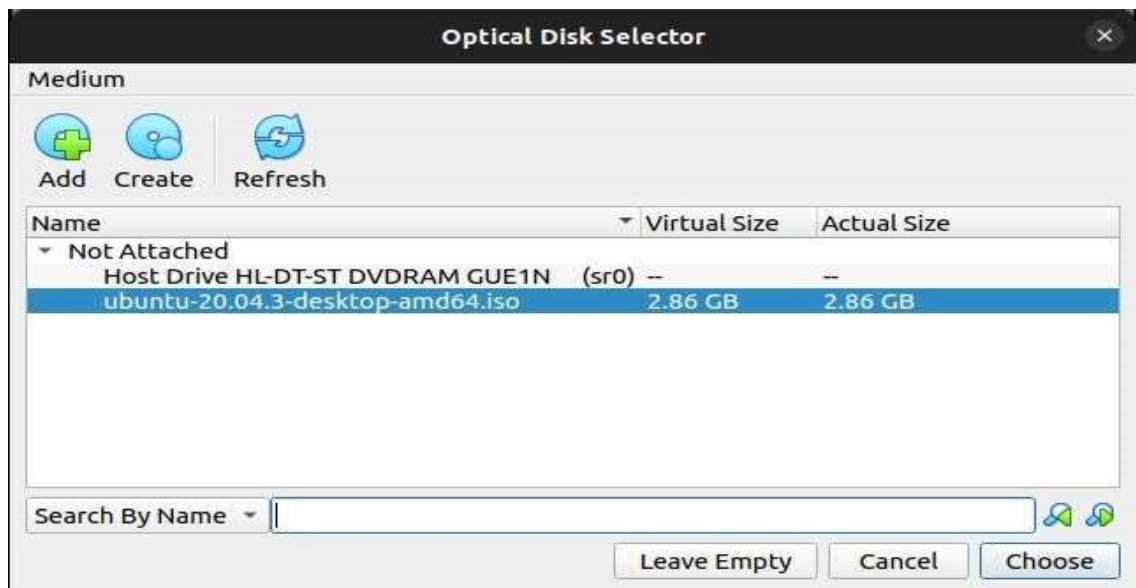 Optical Disk Selector
Medium
Add Create Refresh
Name Virtual Size Actual Size
Not Attached
Host Drive HL-DT-ST DVDRAM GUE1N (sr0) -- --
ubuntu-20.04.3-desktop-amd64.iso 2.86 GB 2.86 GB
Search By Name
Leave Empty Cancel Choose